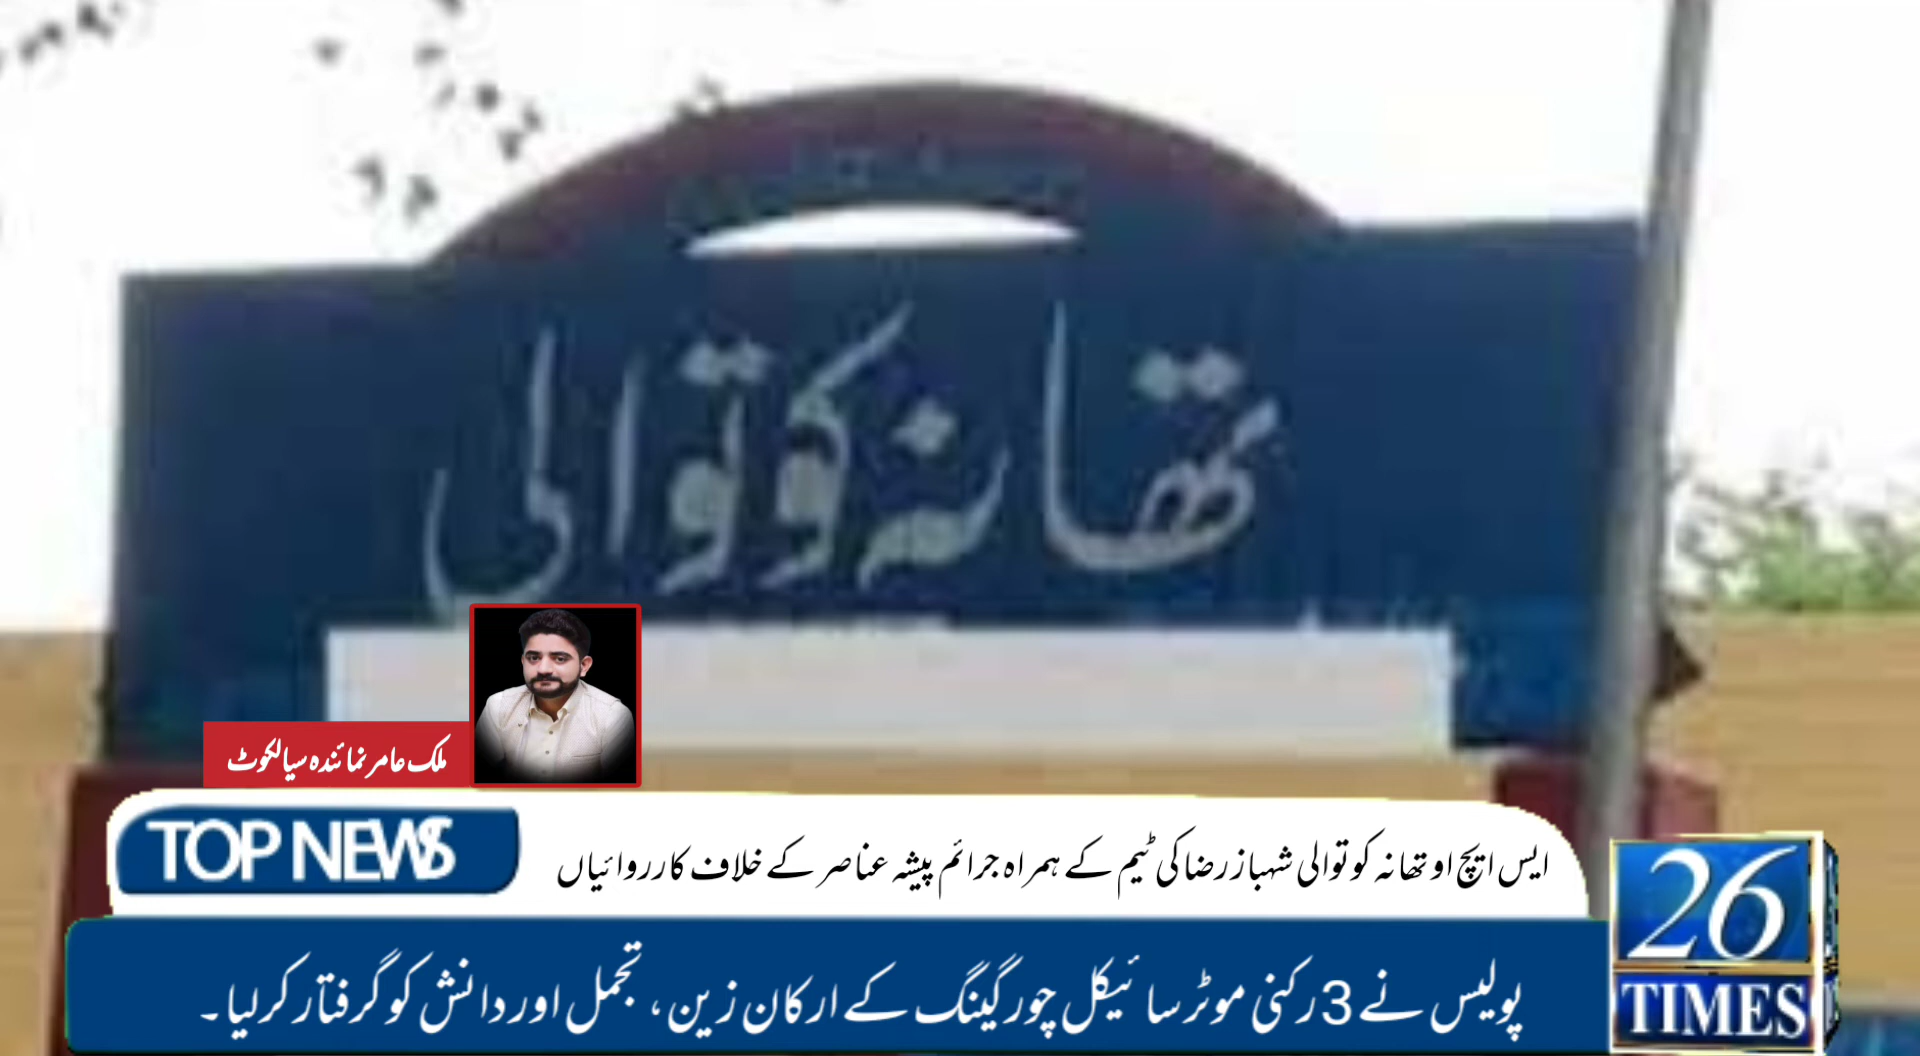 تھانہ کوتوالی
ملک عامر نمائندہ سیالکوٹ
TOP NEWS
ایس ایچ او تھانہ کوتوالی شہباز رضا کی ٹیم کے ہمراہ جرائم پیشہ عناصر کے خلاف کارروائیاں
پولیس نے 3 رکنی موٹر سائیکل چور گینگ کے ارکان زین، تجمل اور دانش کو گرفتار کر لیا۔
26
TIMES